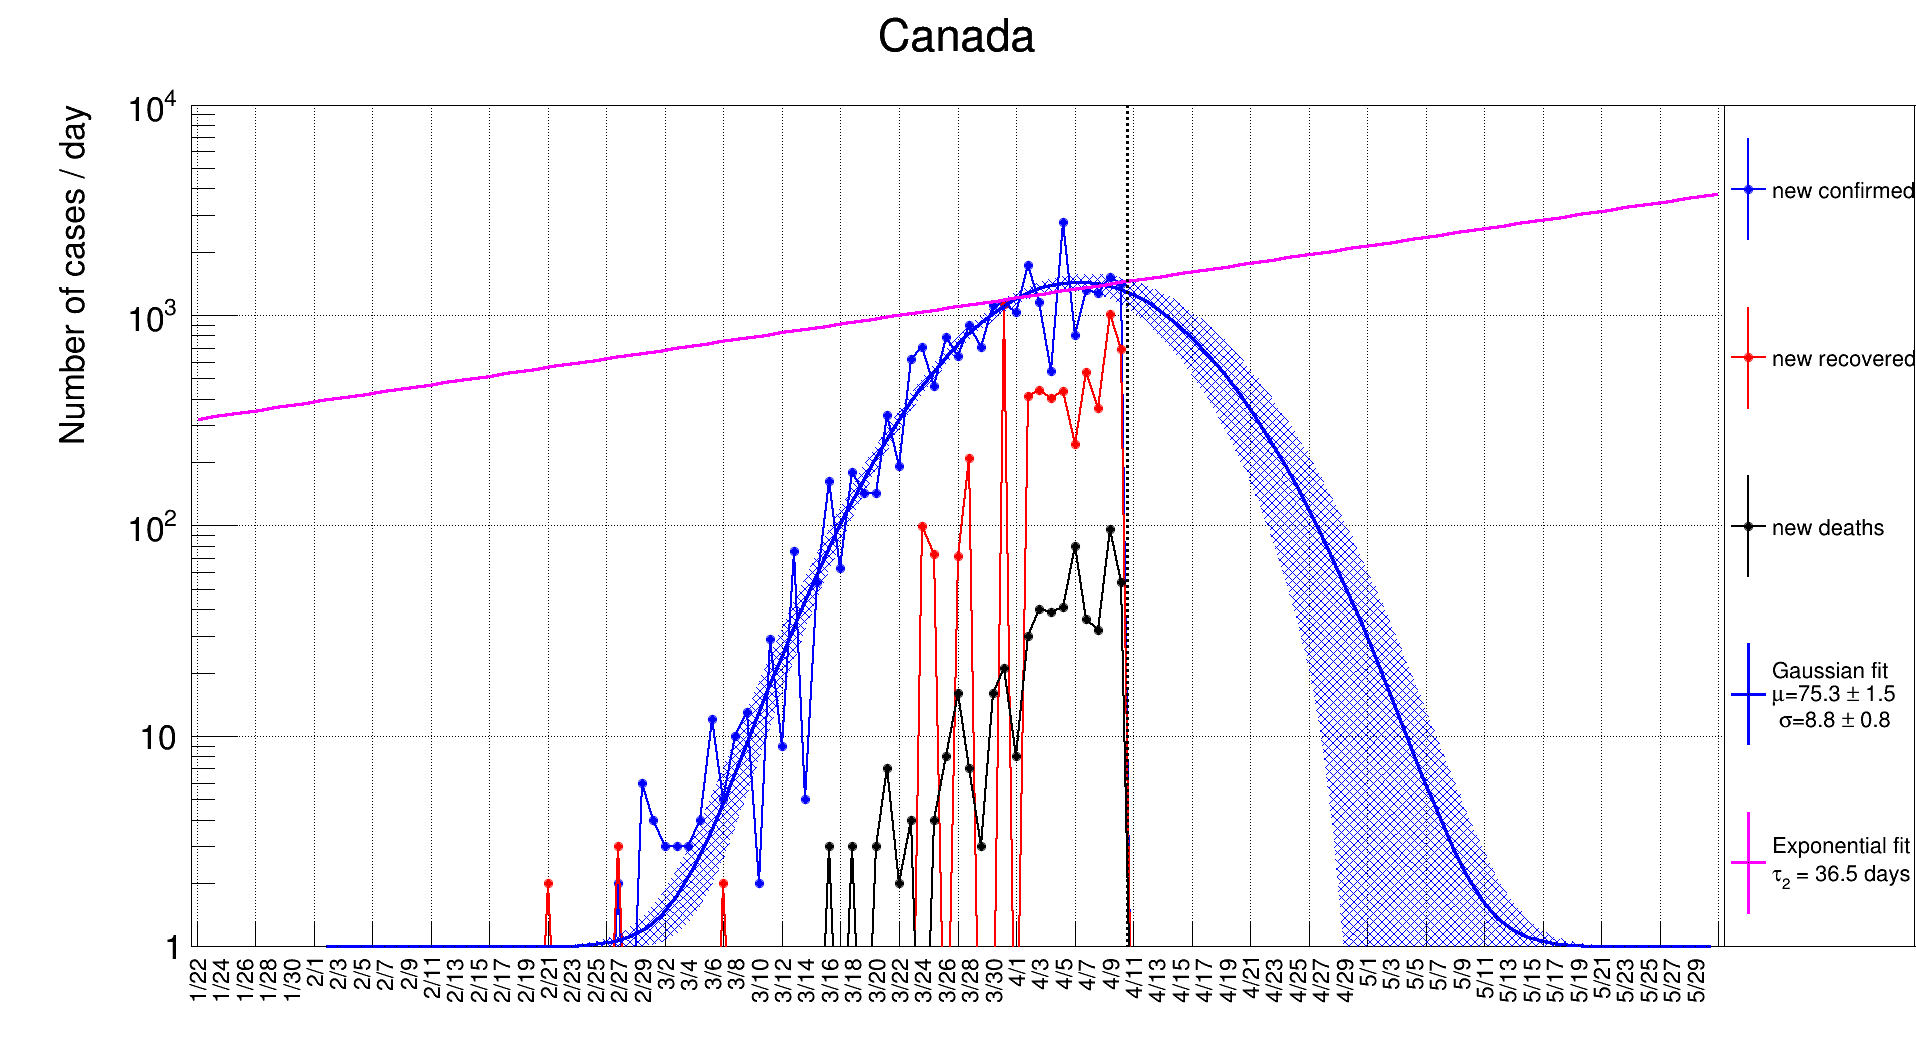 Canada
Number of cases / day
10⁴
10³
10²
10
1
1/22 1/24 1/26 1/28 1/30 2/1 2/3 2/5 2/7 2/9 2/11 2/13 2/15 2/17 2/19 2/21 2/23 2/25 2/27 2/29 3/2 3/4 3/6 3/8 3/10 3/12 3/14 3/16 3/18 3/20 3/22 3/24 3/26 3/28 3/30 4/1 4/3 4/5 4/7 4/9 4/11 4/13 4/15 4/17 4/19 4/21 4/23 4/25 4/27 4/29 5/1 5/3 5/5 5/7 5/9 5/11 5/13 5/15 5/17 5/19 5/21 5/23 5/25 5/27 5/29
new confirmed
new recovered
new deaths
Gaussian fit
μ=75.3 ± 1.5
σ=8.8 ± 0.8
Exponential fit
τ₂ = 36.5 days